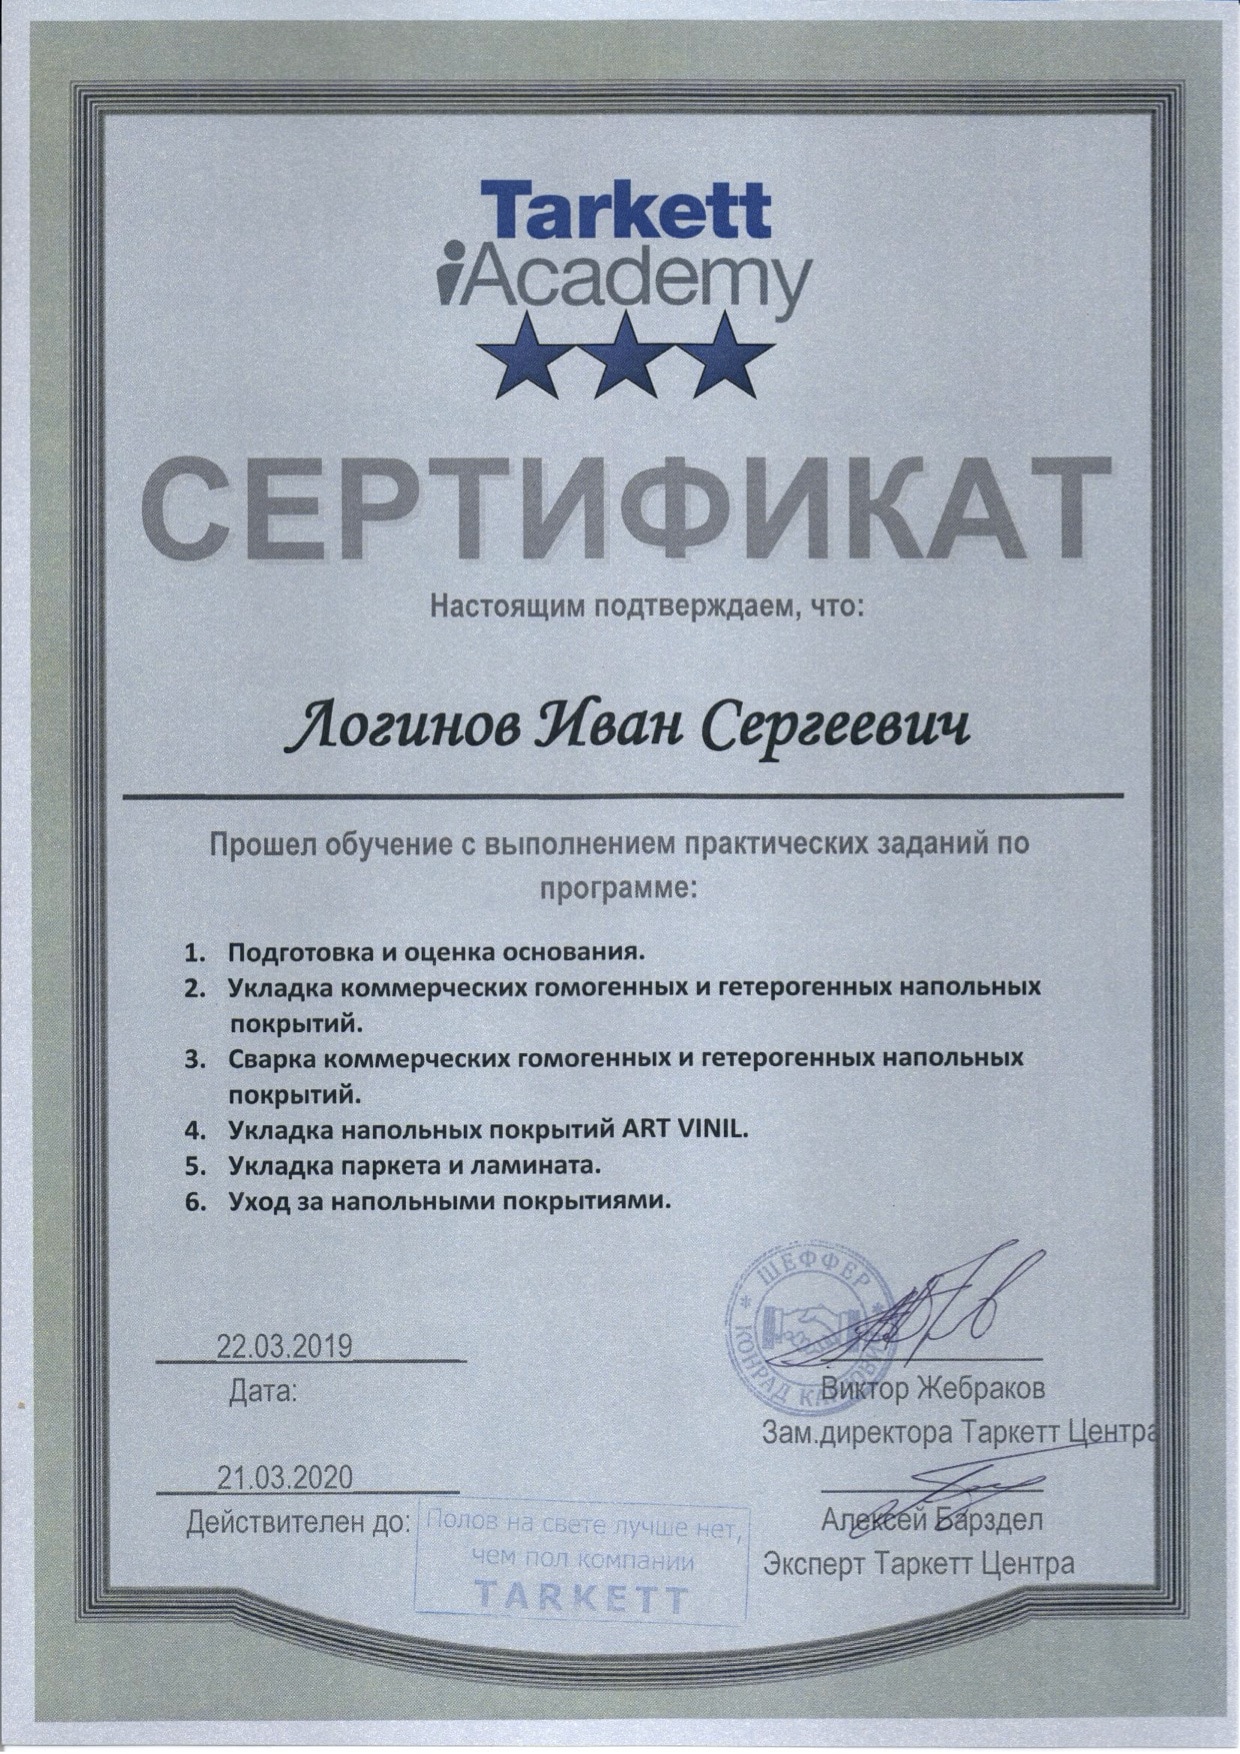 Tarkett
iAcademy
СЕРТИФИКАТ
Настоящим подтверждаем, что:
Логинов Иван Сергеевич
Прошел обучение с выполнением практических заданий по
программе:
1. Подготовка и оценка основания.
2. Укладка коммерческих гомогенных и гетерогенных напольных
покрытий.
3. Сварка коммерческих гомогенных и гетерогенных напольных
покрытий.
4. Укладка напольных покрытий ART VINIL.
5. Укладка паркета и ламината.
6. Уход за напольными покрытиями.
22.03.2019
Дата:
ШЕФФЕР
КОНРАД
Виктор Жебраков
Зам.директора Таркетт Центра
21.03.2020
Действителен до:
Полов на свете лучше нет,
чем пол компании
TARKETT
Алексей Барздел
Эксперт Таркетт Центра